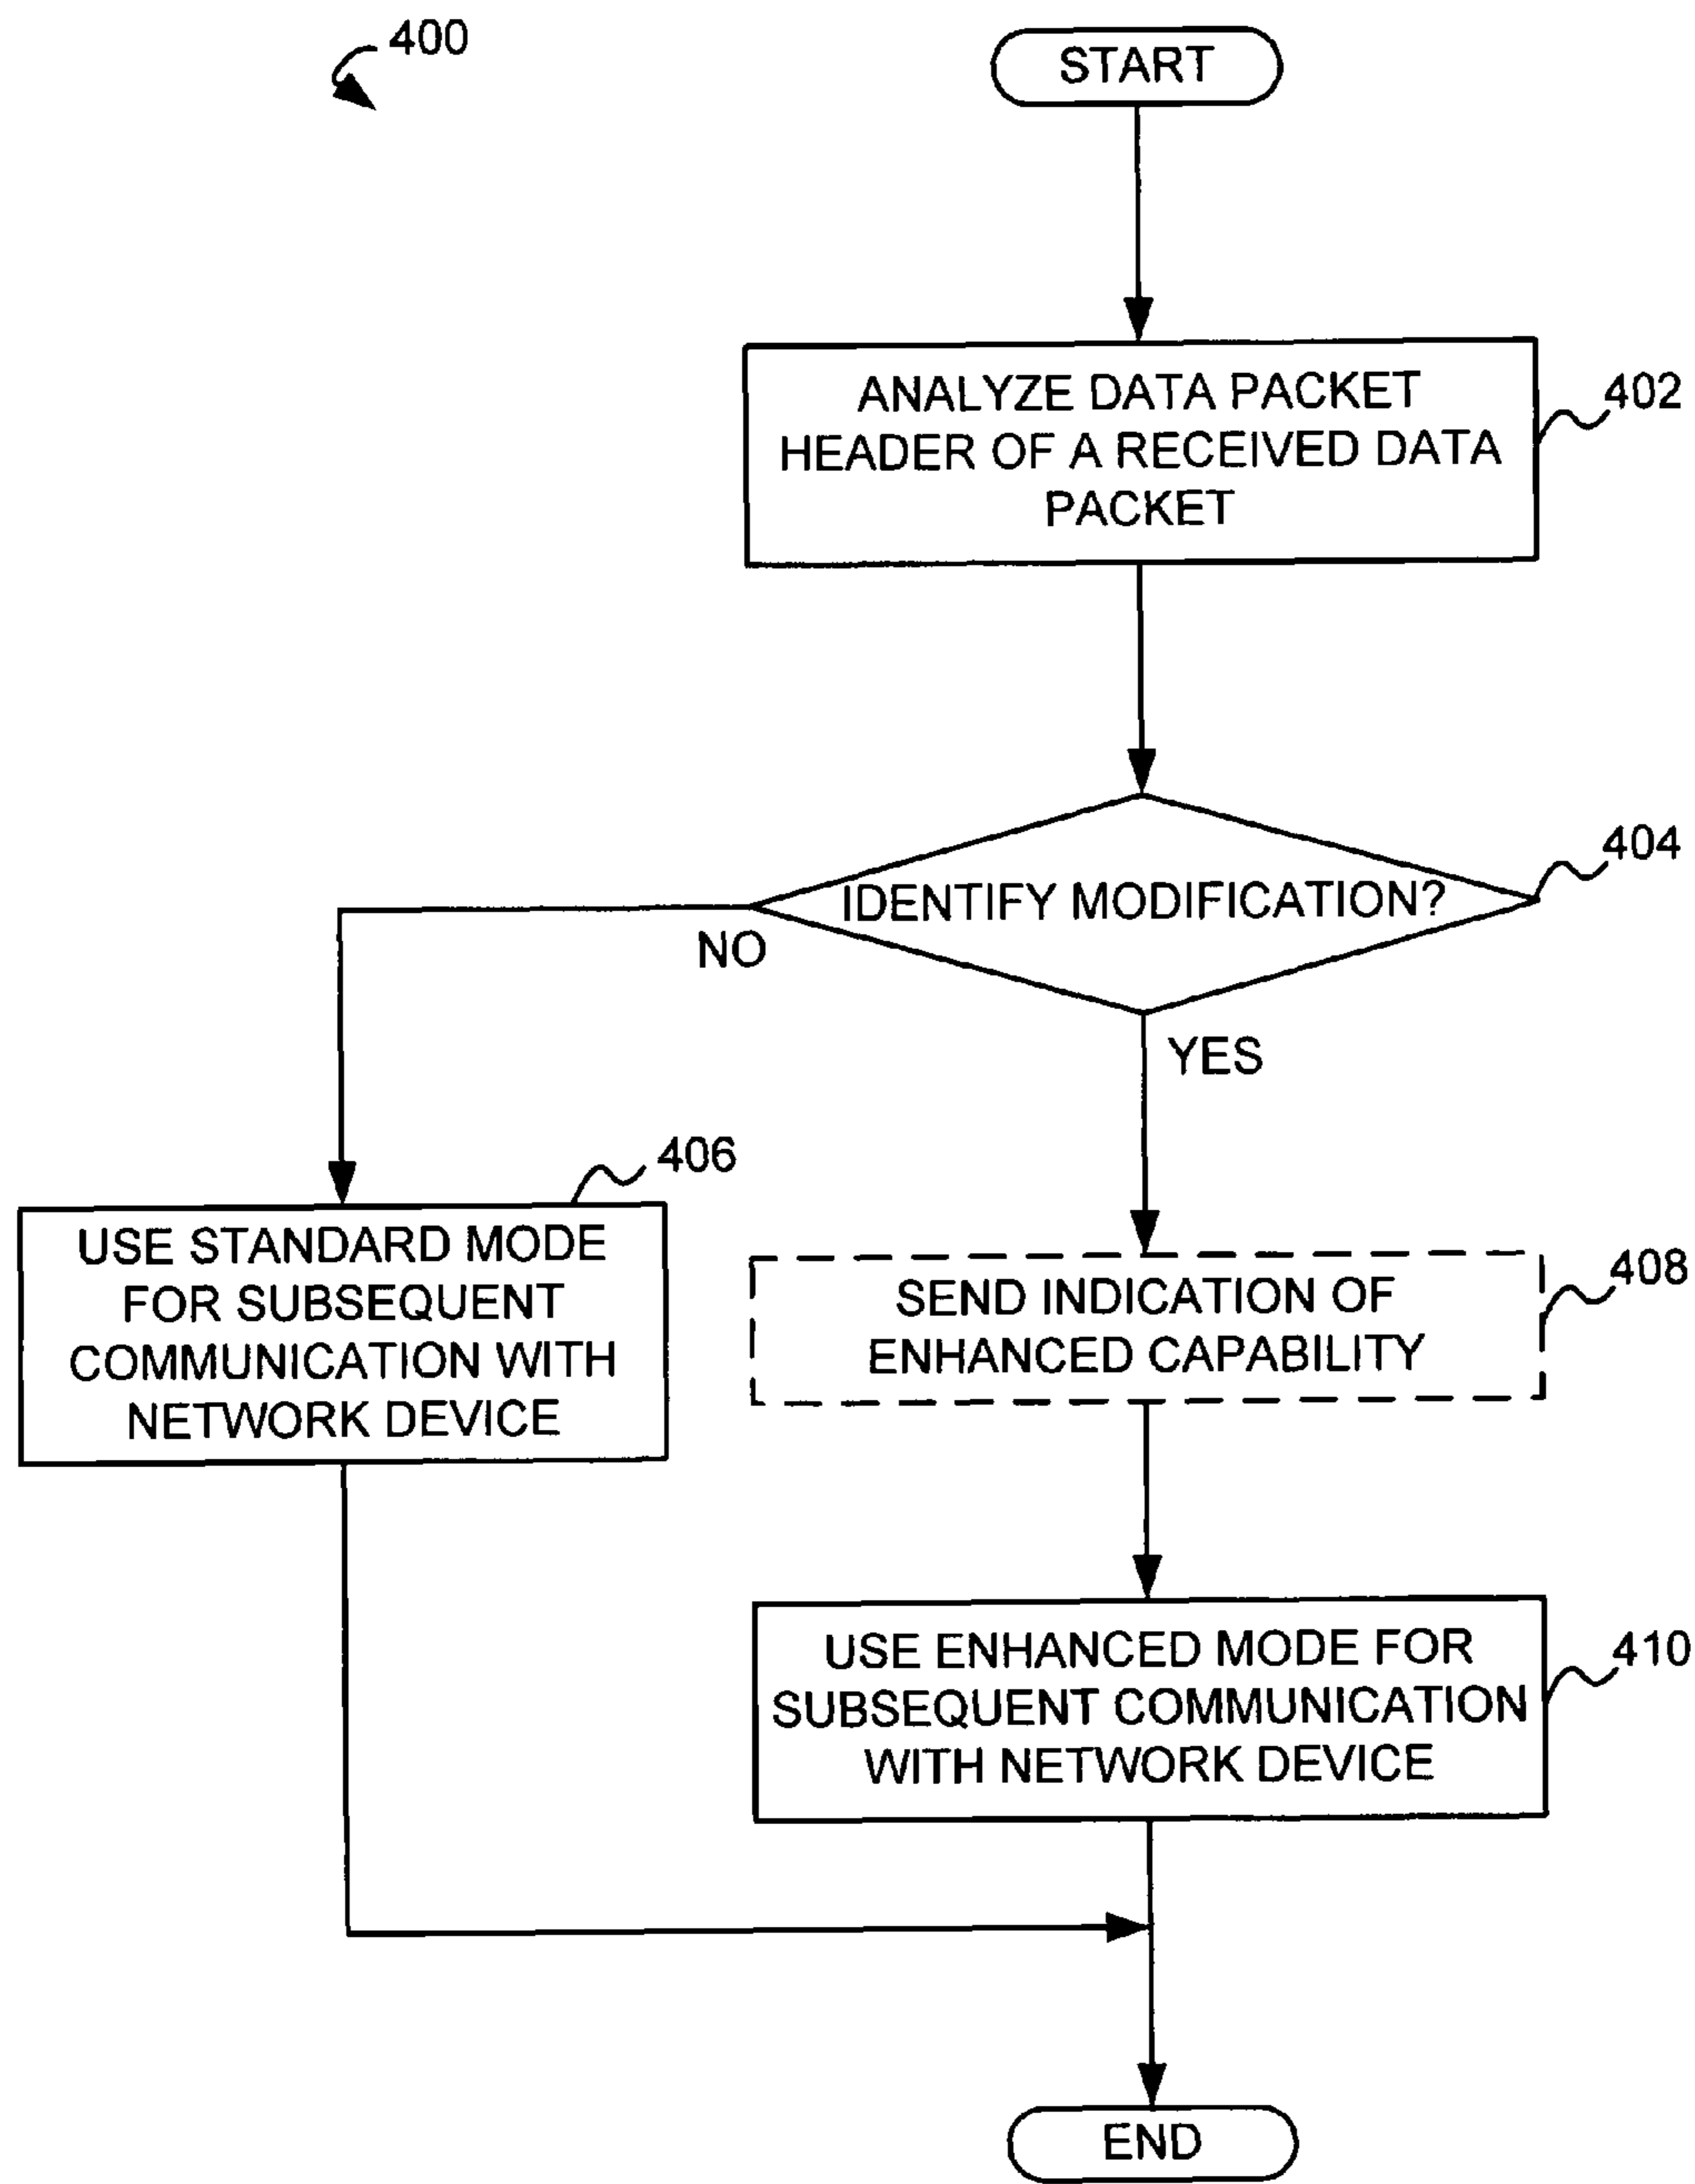 400
START
ANALYZE DATA PACKET
HEADER OF A RECEIVED DATA
PACKET
402
IDENTIFY MODIFICATION?
404
NO
YES
406
USE STANDARD MODE
FOR SUBSEQUENT
COMMUNICATION WITH
NETWORK DEVICE
SEND INDICATION OF
ENHANCED CAPABILITY
408
USE ENHANCED MODE FOR
SUBSEQUENT COMMUNICATION
WITH NETWORK DEVICE
410
END